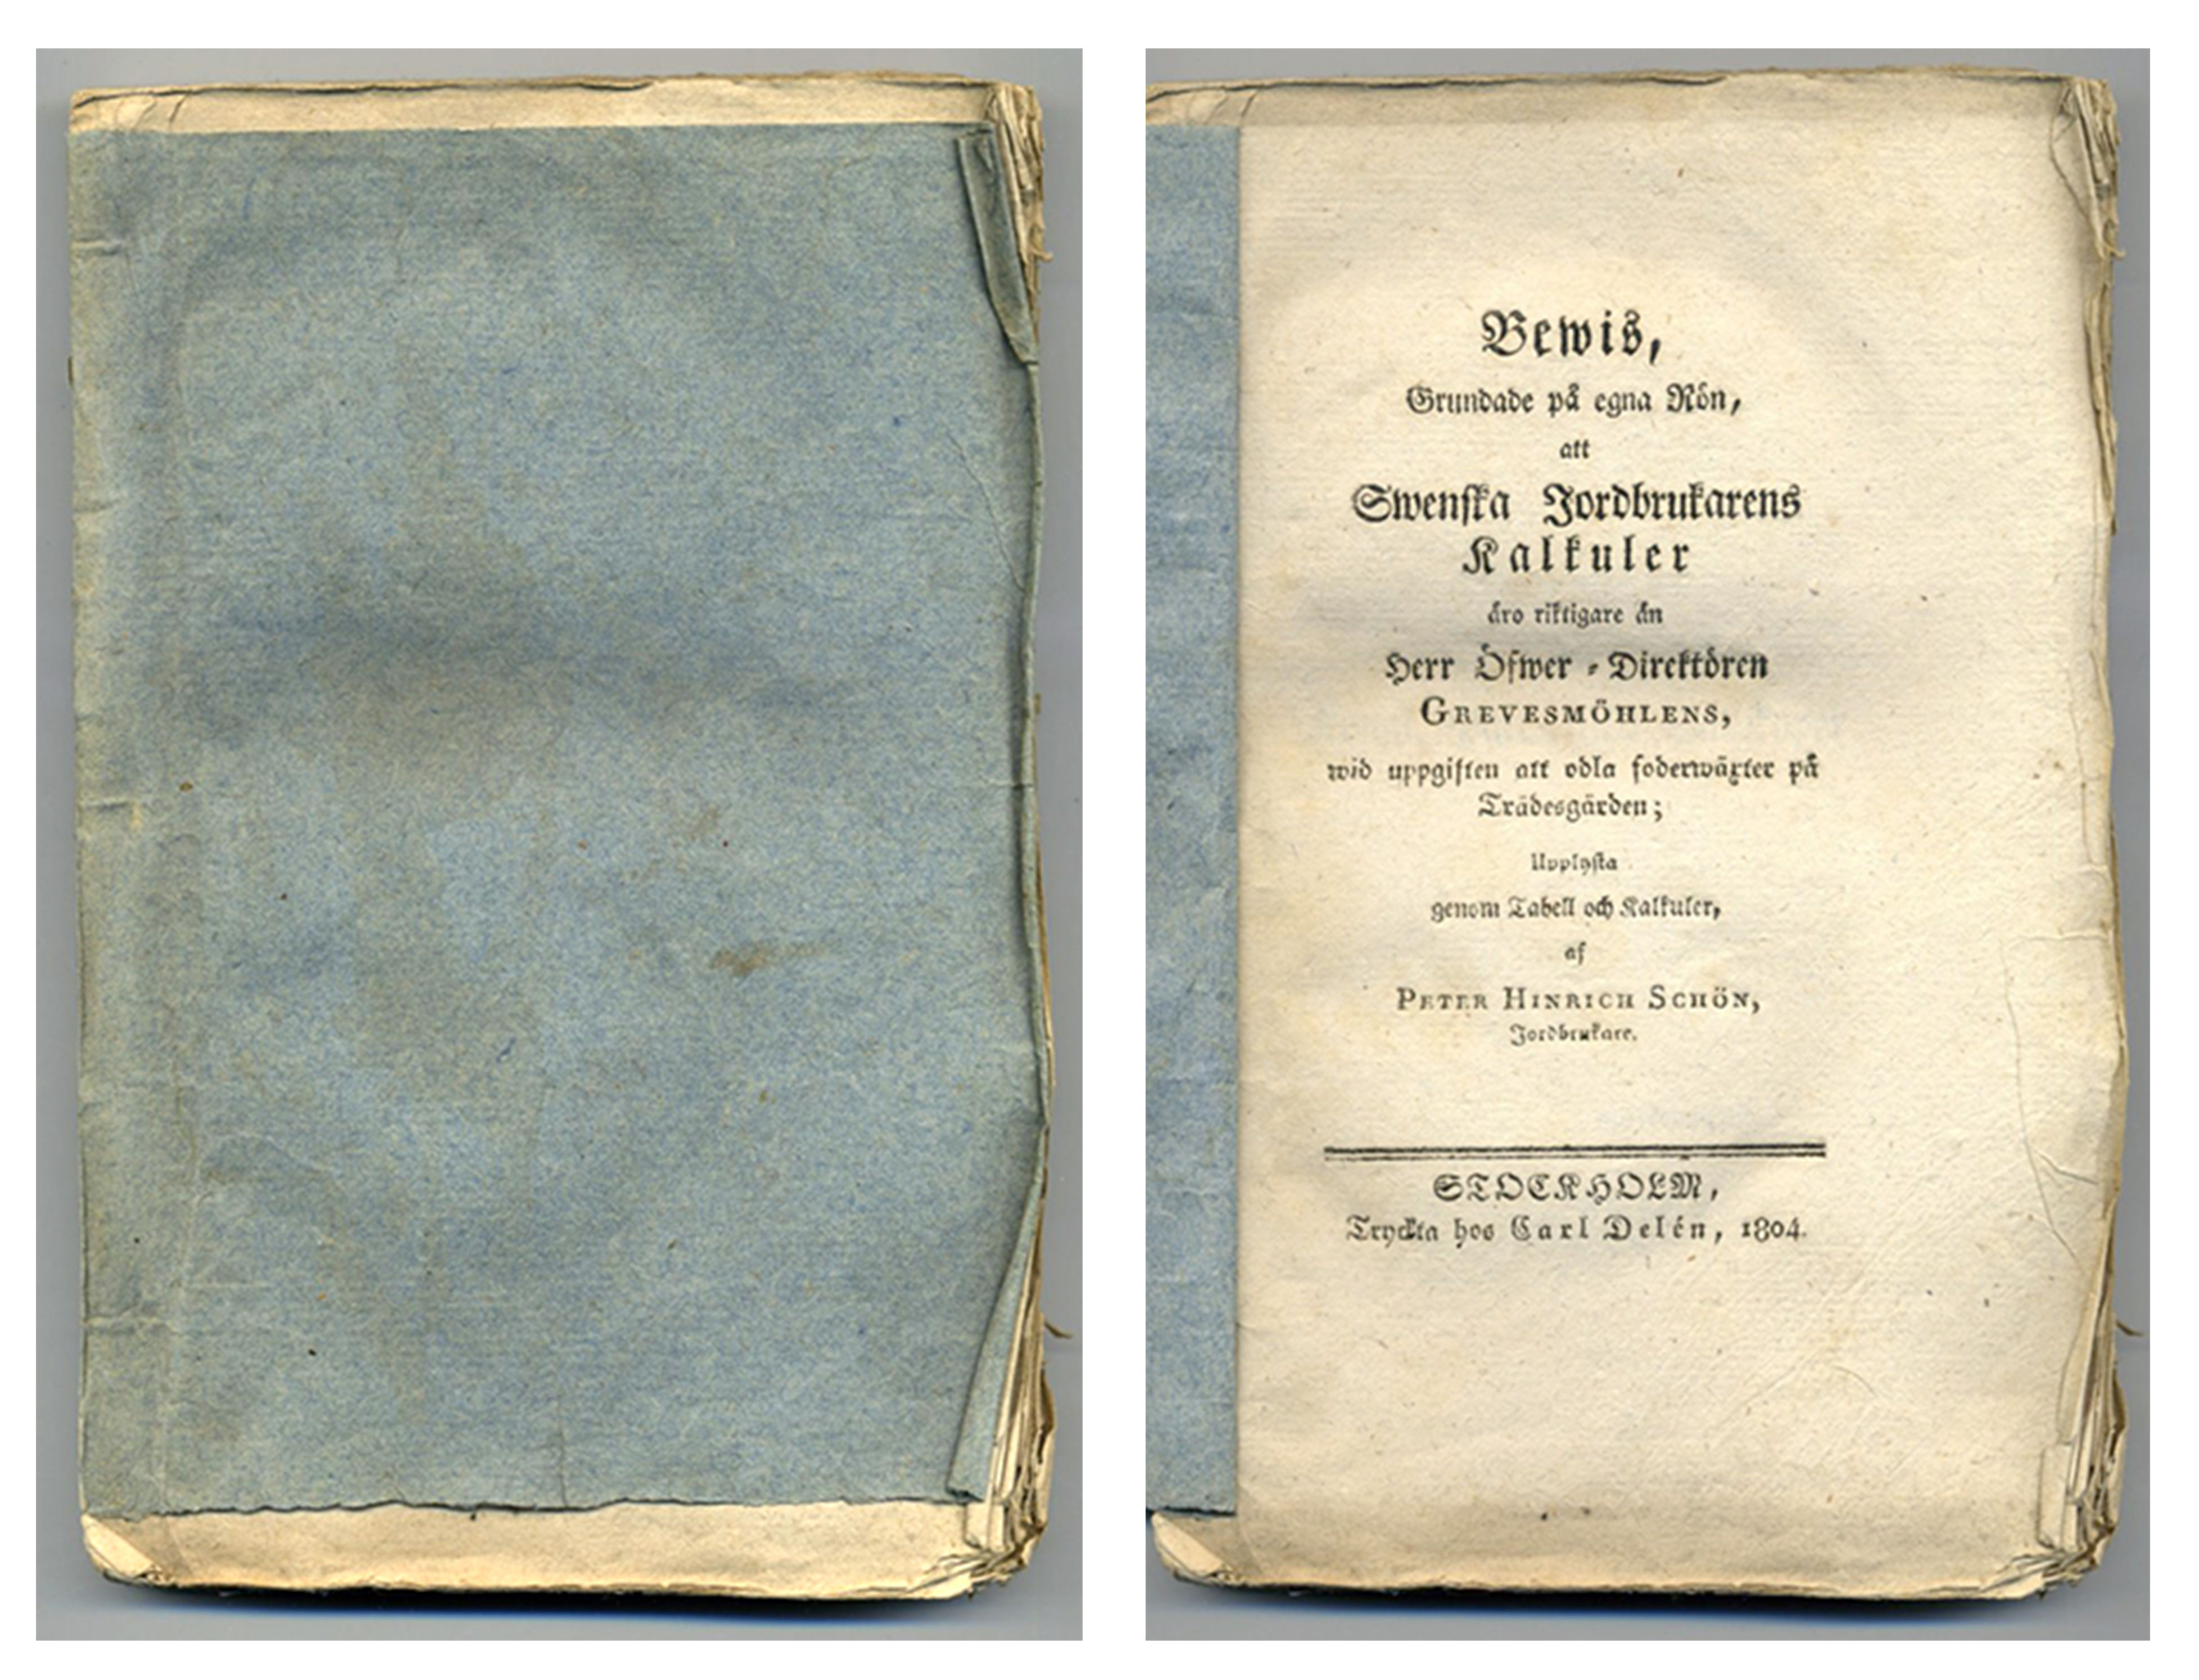 Bewis,
Grundade på egna Rön,
att
Swenska Jordbrukarens
Kalkuler
äro riktigare än
Herr Öfwer-Direktören
GREVESMÖHLENS,
wid uppgiften att odla foderwäxter på
Trädesgärden;
Upplysta
genom Tabell och Kalkuler,
af
PETER HINRICH SCHÖN,
Jordbrukare.
STOCKHOLM,
Tryckta hos Carl Delén, 1804.